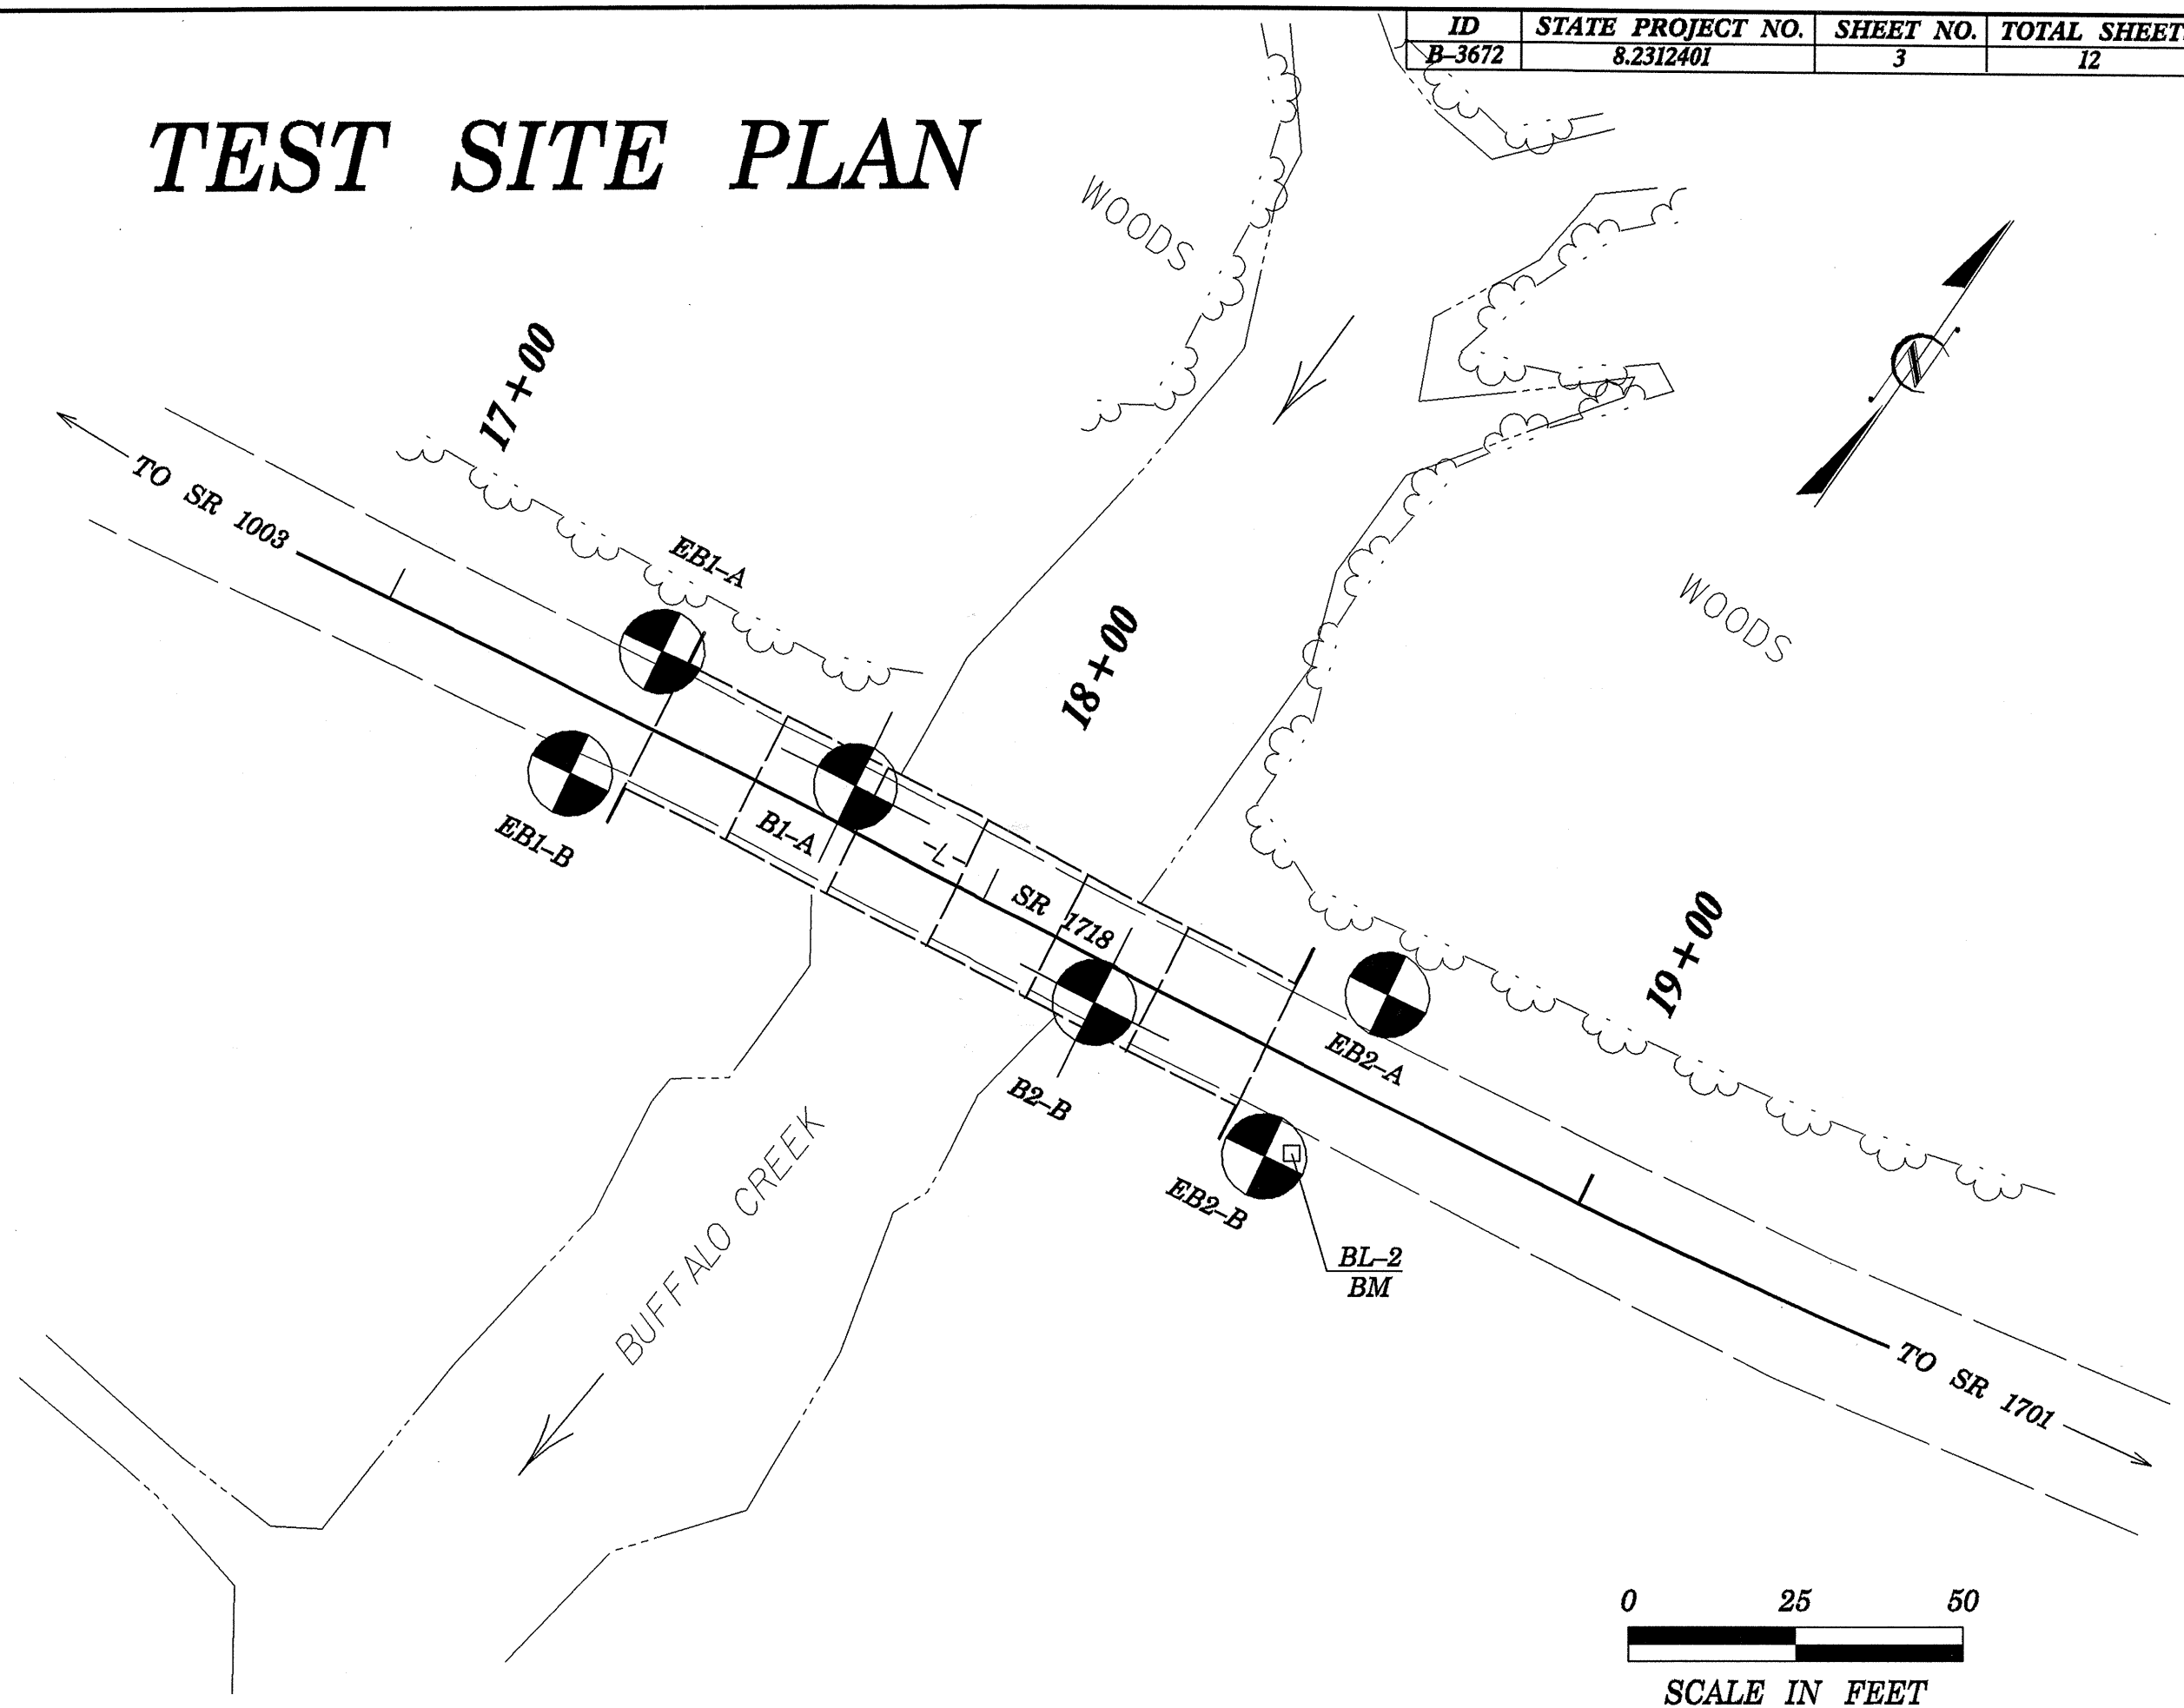 ID STATE PROJECT NO. SHEET NO. TOTAL SHEET
B-3672 8.2312401 3 12
TEST SITE PLAN
WOODS
N
17+00
TO SR 1003
EB1-A
WOODS
18+00
EB1-B
B1-A
-L-
SR 1718
19+00
EB2-A
B2-B
EB2-B
BUFFALO CREEK
BL-2
BM
TO SR 1701
0 25 50
SCALE IN FEET